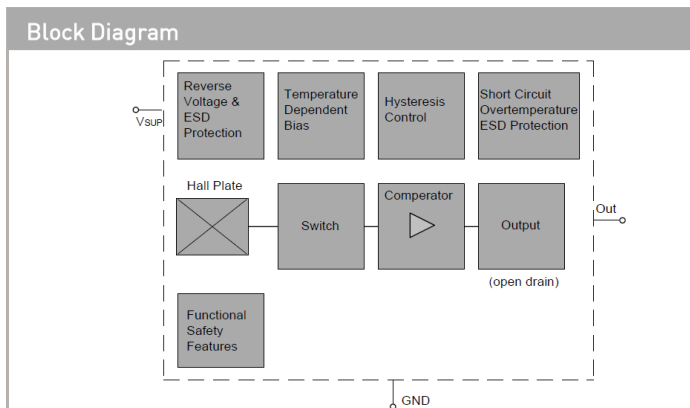 Block Diagram
Reverse
Voltage &
ESD
Protection
Temperature
Dependent
Bias
Hysteresis
Control
Short Circuit
Overtemperature
ESD Protection
VSUP
Hall Plate
Switch
Comperator
Output
Out
(open drain)
Functional
Safety
Features
GND